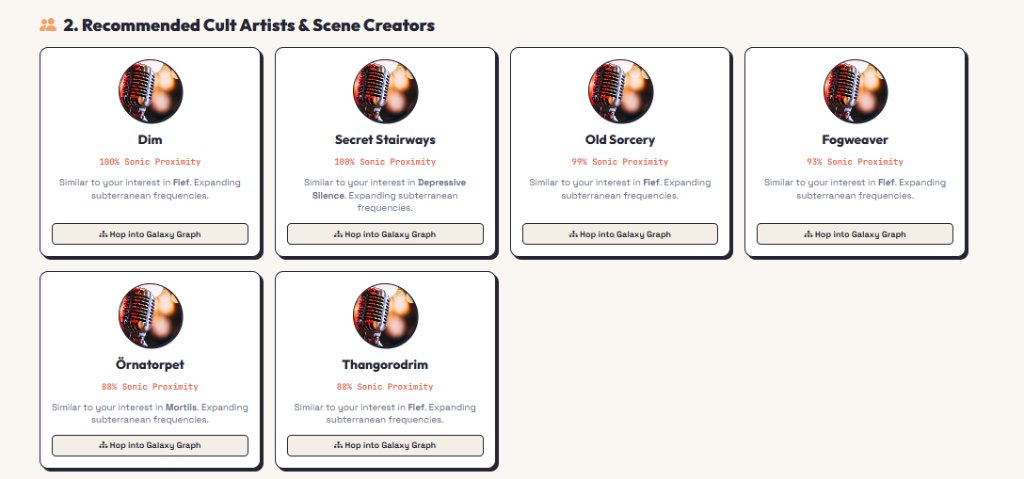 2. Recommended Cult Artists & Scene Creators
Dim
100% Sonic Proximity
Similar to your interest in Fief. Expanding
subterranean frequencies.
Hop into Galaxy Graph
Secret Stairways
100% Sonic Proximity
Similar to your interest in Depressive
Silence. Expanding subterranean
frequencies.
Hop into Galaxy Graph
Old Sorcery
99% Sonic Proximity
Similar to your interest in Fief. Expanding
subterranean frequencies.
Hop into Galaxy Graph
Fogweaver
93% Sonic Proximity
Similar to your interest in Fief. Expanding
subterranean frequencies.
Hop into Galaxy Graph
Örnatorpet
88% Sonic Proximity
Similar to your interest in Mortiis. Expanding
subterranean frequencies.
Hop into Galaxy Graph
Thangorodrim
88% Sonic Proximity
Similar to your interest in Fief. Expanding
subterranean frequencies.
Hop into Galaxy Graph